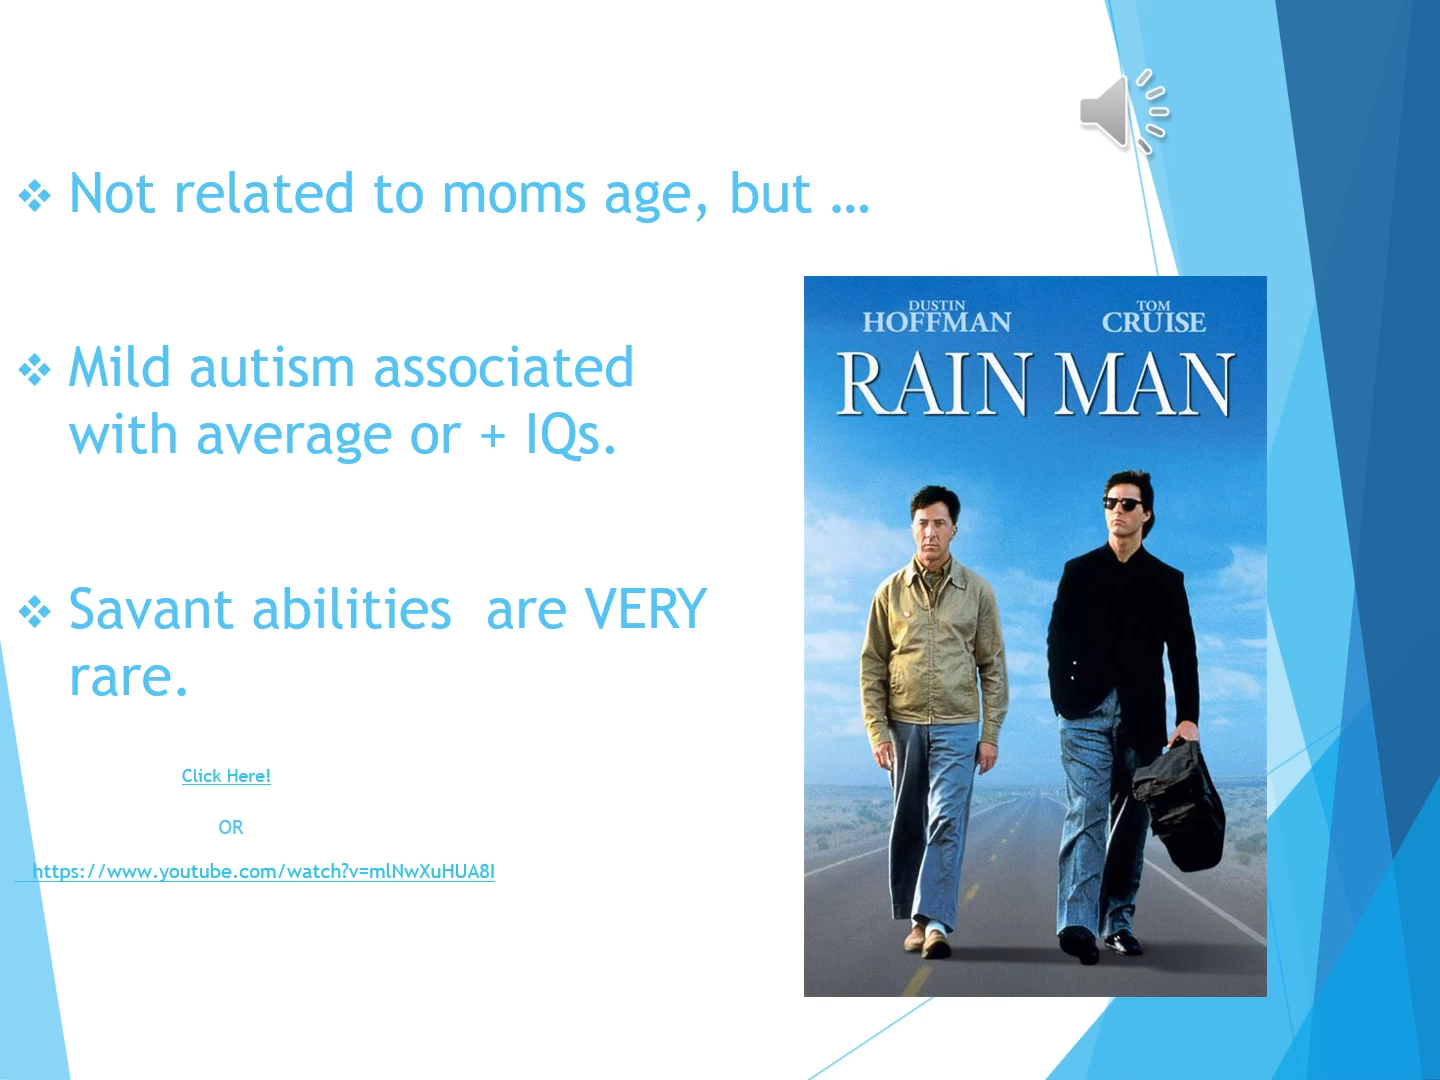 Not related to moms age, but …
Mild autism associated
with average or + IQs.
Savant abilities  are VERY
rare.
Click Here!
OR
https://www.youtube.com/watch?v=mlNwXuHUA8I
DUSTIN
HOFFMAN
TOM
CRUISE
RAIN MAN